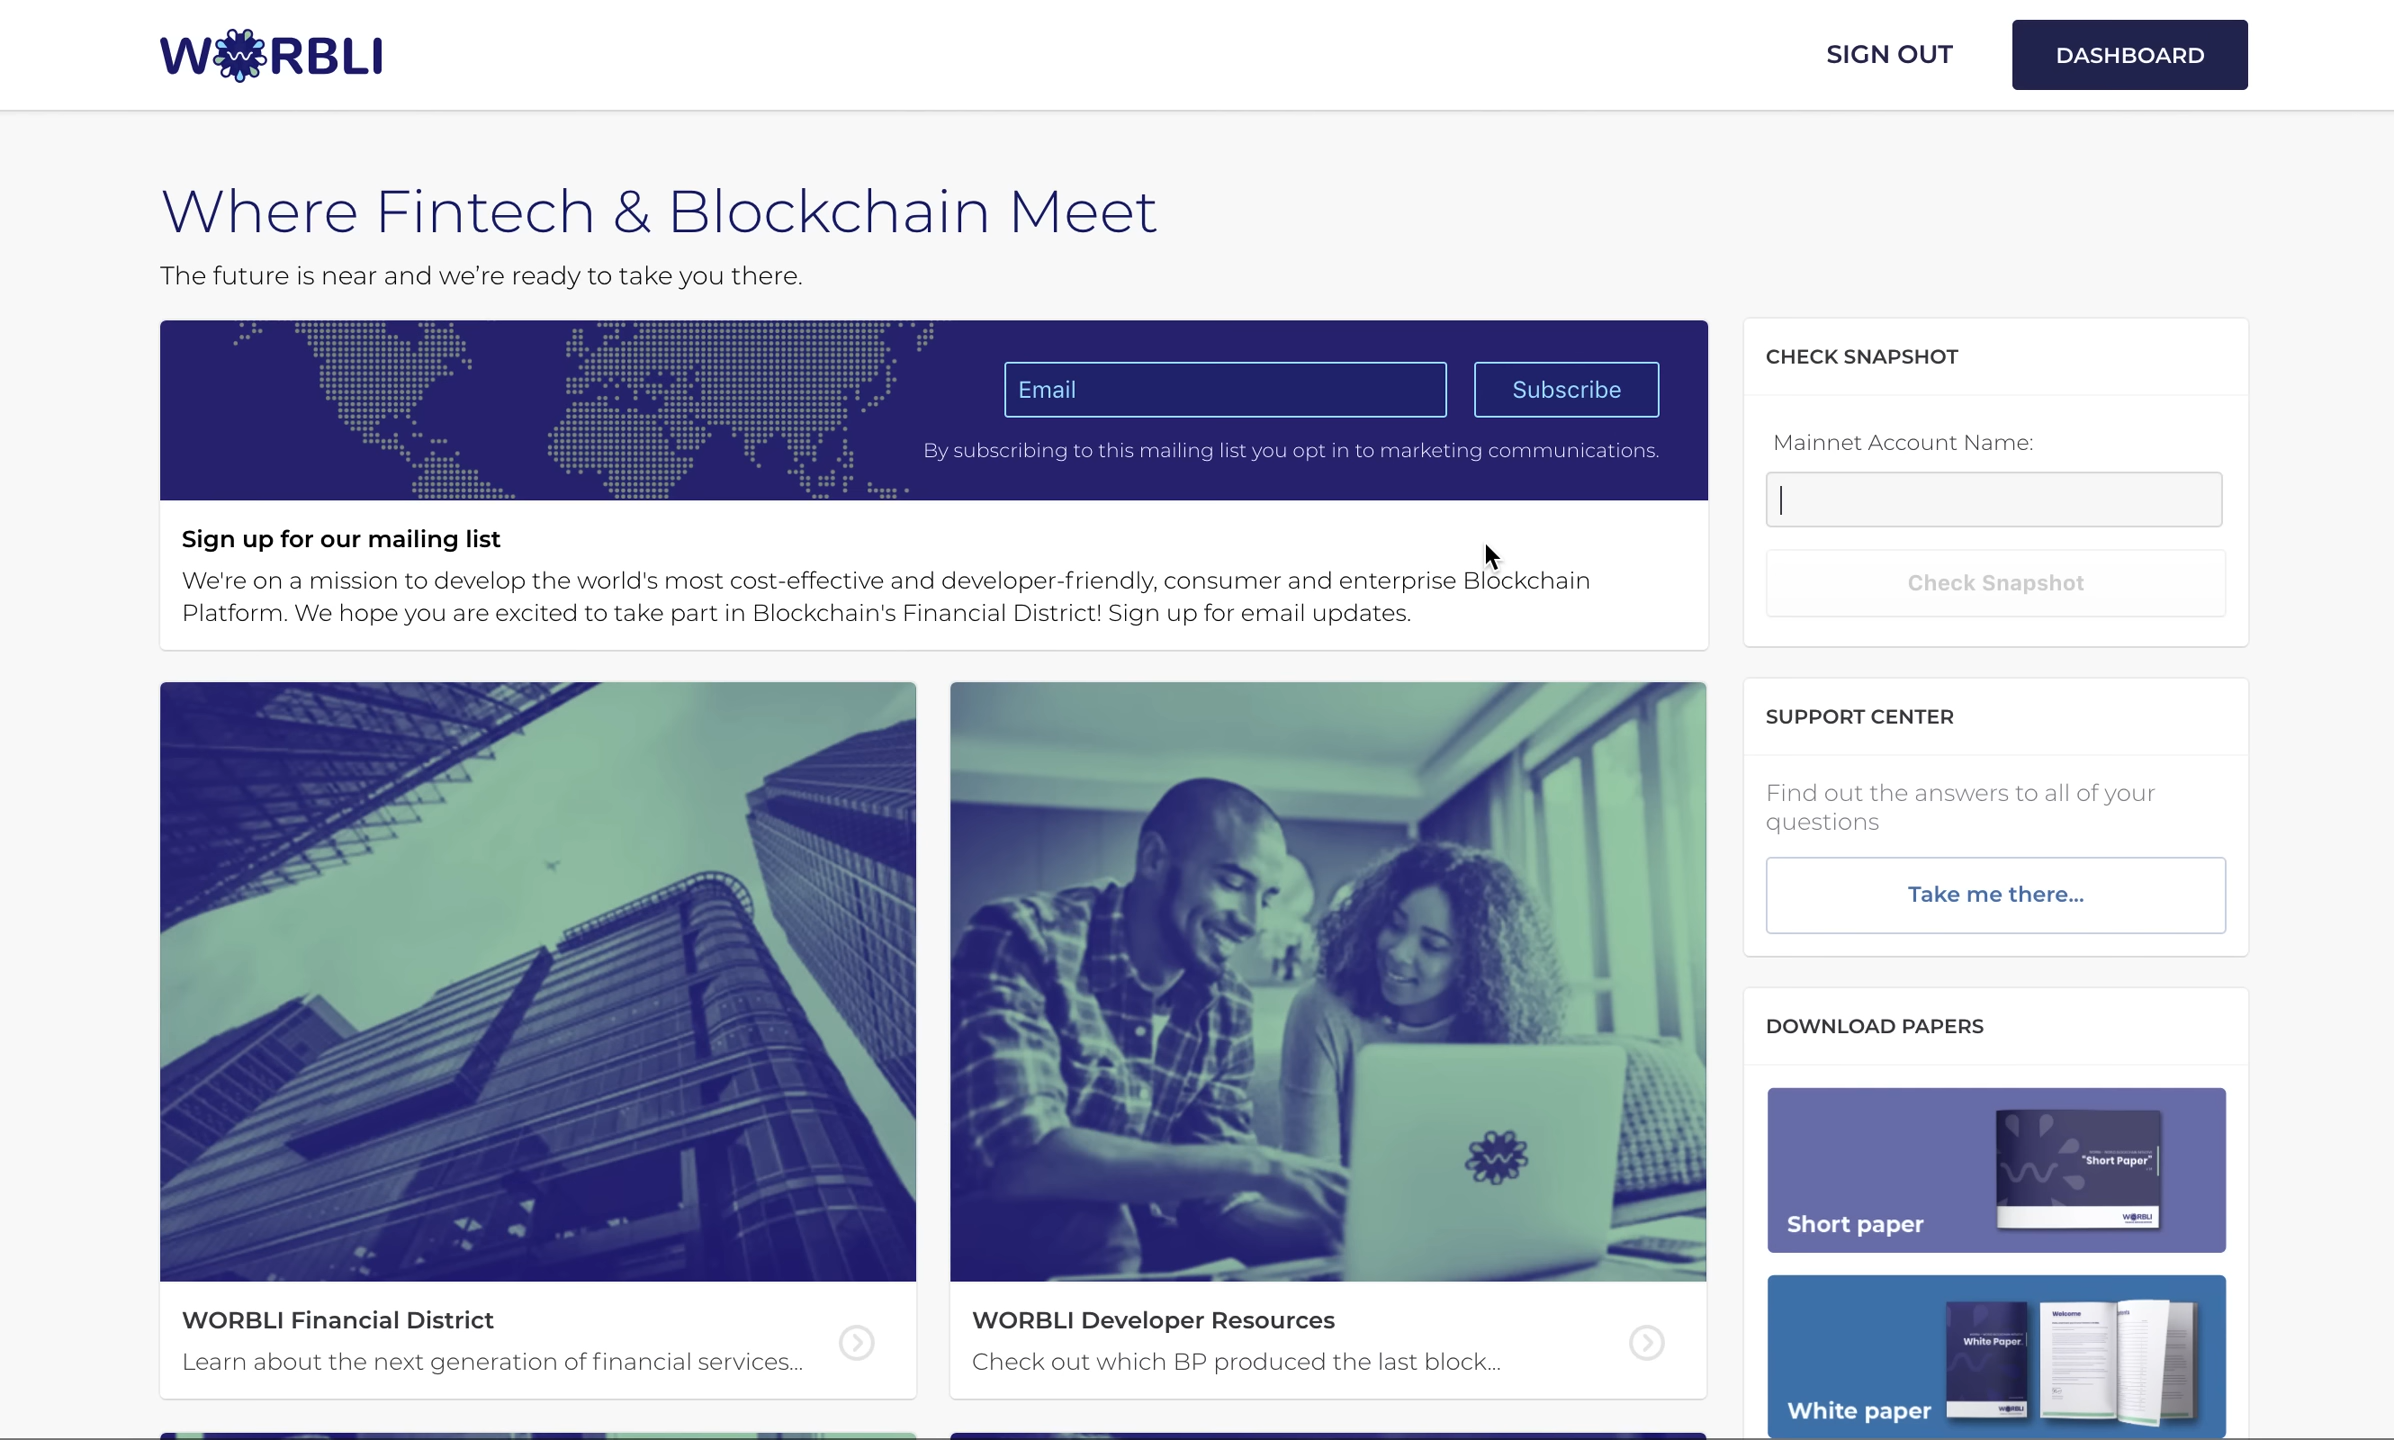 WORBLI
SIGN OUT
DASHBOARD
Where Fintech & Blockchain Meet
The future is near and we're ready to take you there.
Email
Subscribe
By subscribing to this mailing list you opt in to marketing communications.
Sign up for our mailing list
We're on a mission to develop the world's most cost-effective and developer-friendly, consumer and enterprise Blockchain
Platform. We hope you are excited to take part in Blockchain's Financial District! Sign up for email updates.
CHECK SNAPSHOT
Mainnet Account Name:
Check Snapshot
SUPPORT CENTER
Find out the answers to all of your
questions
Take me there...
DOWNLOAD PAPERS
"Short Paper"
WORBLI
Short paper
White Paper.
WORBLI
Welcome
White paper
WORBLI Financial District
Learn about the next generation of financial services...
WORBLI Developer Resources
Check out which BP produced the last block...